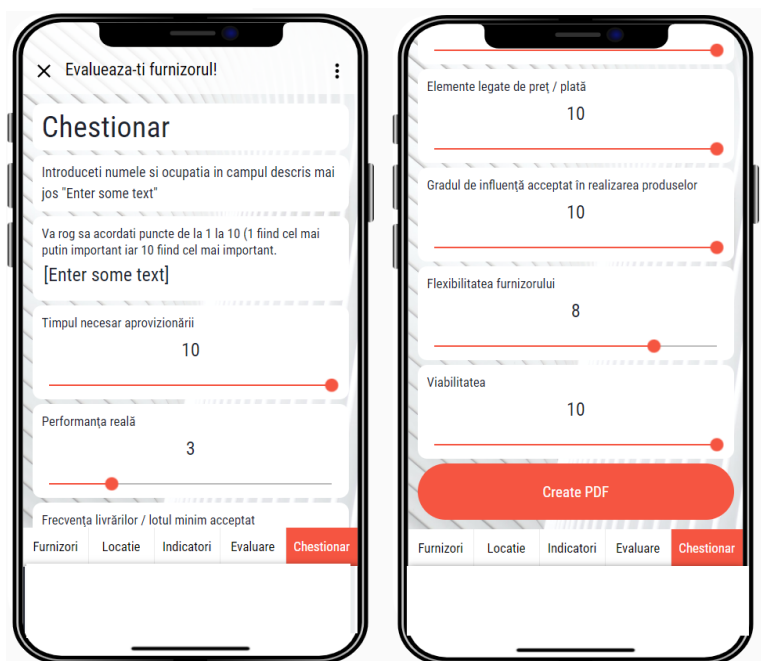 Evalueaza-ti furnizorul!
Chestionar
Introduceti numele si ocupatia in campul descris mai
jos "Enter some text"
Va rog sa acordati puncte de la 1 la 10 (1 fiind cel mai
putin important iar 10 fiind cel mai important.
[Enter some text]
Timpul necesar aprovizionării
10
Performanța reală
3
Frecvența livrărilor / lotul minim acceptat
Furnizori Locatie Indicatori Evaluare Chestionar
Elemente legate de preț / plată
10
Gradul de influență acceptat în realizarea produselor
10
Flexibilitatea furnizorului
8
Viabilitatea
10
Create PDF
Furnizori Locatie Indicatori Evaluare Chestionar